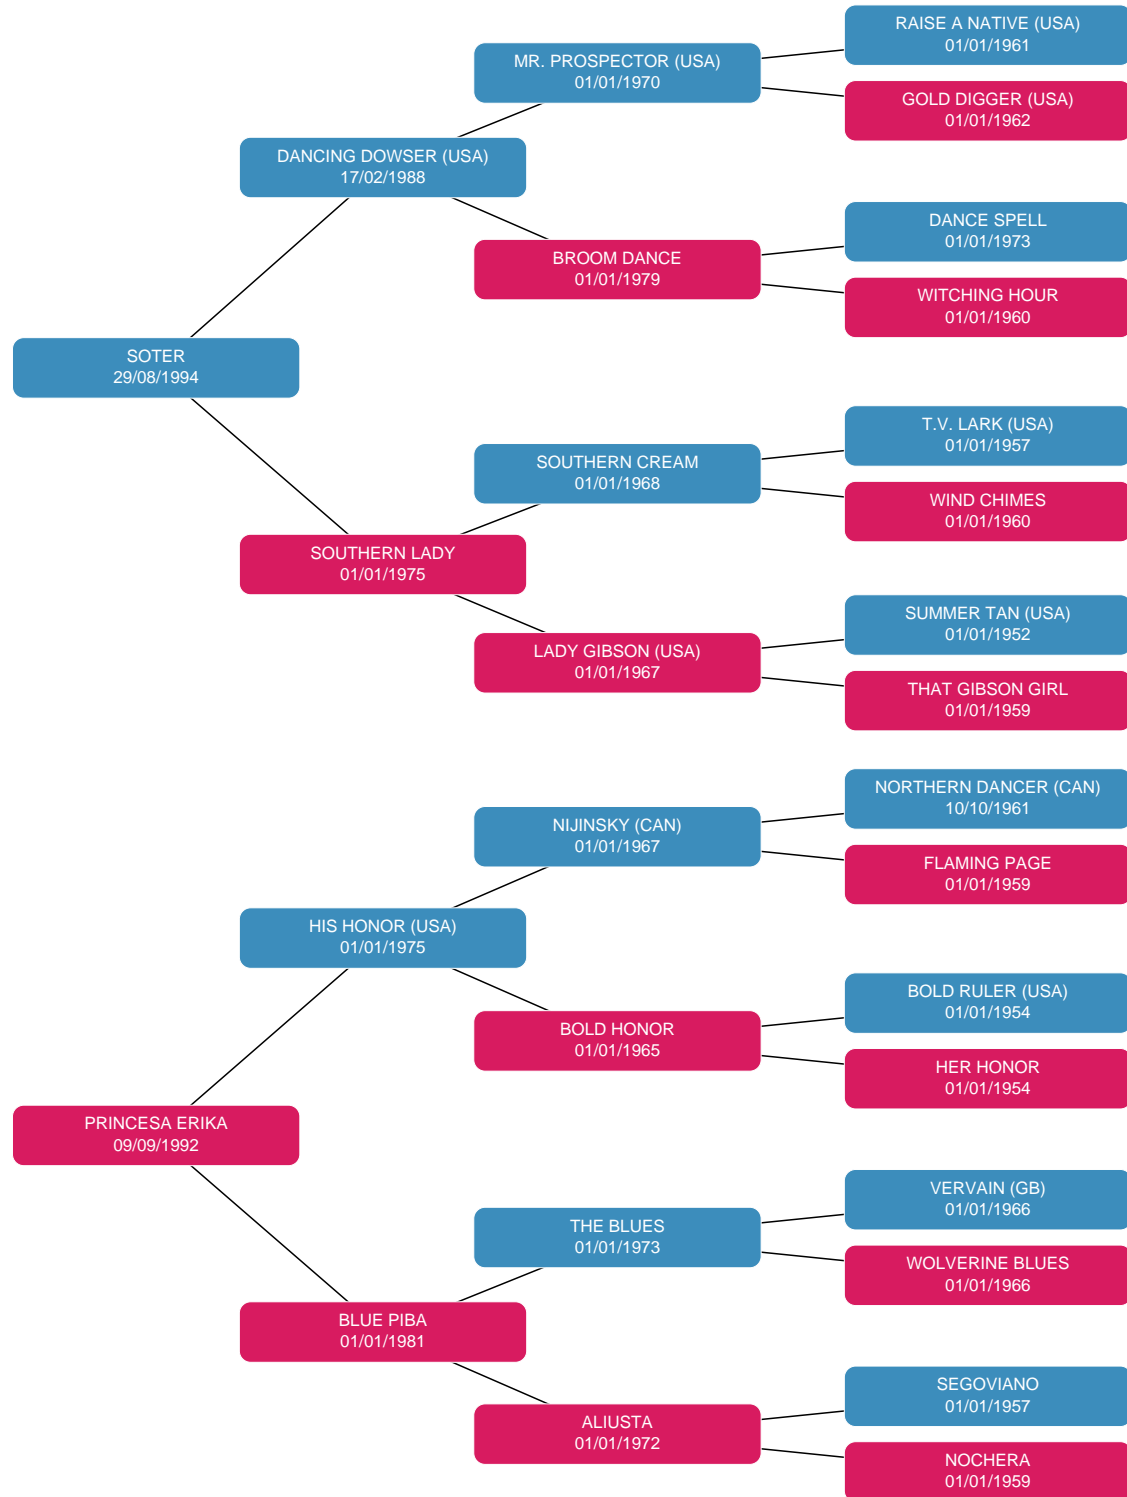 RAISE A NATIVE (USA)
01/01/1961
MR. PROSPECTOR (USA)
01/01/1970
GOLD DIGGER (USA)
01/01/1962
DANCING DOWSER (USA)
17/02/1988
DANCE SPELL
01/01/1973
BROOM DANCE
01/01/1979
WITCHING HOUR
01/01/1960
SOTER
29/08/1994
T.V. LARK (USA)
01/01/1957
SOUTHERN CREAM
01/01/1968
WIND CHIMES
01/01/1960
SOUTHERN LADY
01/01/1975
SUMMER TAN (USA)
01/01/1952
LADY GIBSON (USA)
01/01/1967
THAT GIBSON GIRL
01/01/1959
NORTHERN DANCER (CAN)
10/10/1961
NIJINSKY (CAN)
01/01/1967
FLAMING PAGE
01/01/1959
HIS HONOR (USA)
01/01/1975
BOLD RULER (USA)
01/01/1954
BOLD HONOR
01/01/1965
HER HONOR
01/01/1954
PRINCESA ERIKA
09/09/1992
VERVAIN (GB)
01/01/1966
THE BLUES
01/01/1973
WOLVERINE BLUES
01/01/1966
BLUE PIBA
01/01/1981
SEGOVIANO
01/01/1957
ALIUSTA
01/01/1972
NOCHERA
01/01/1959